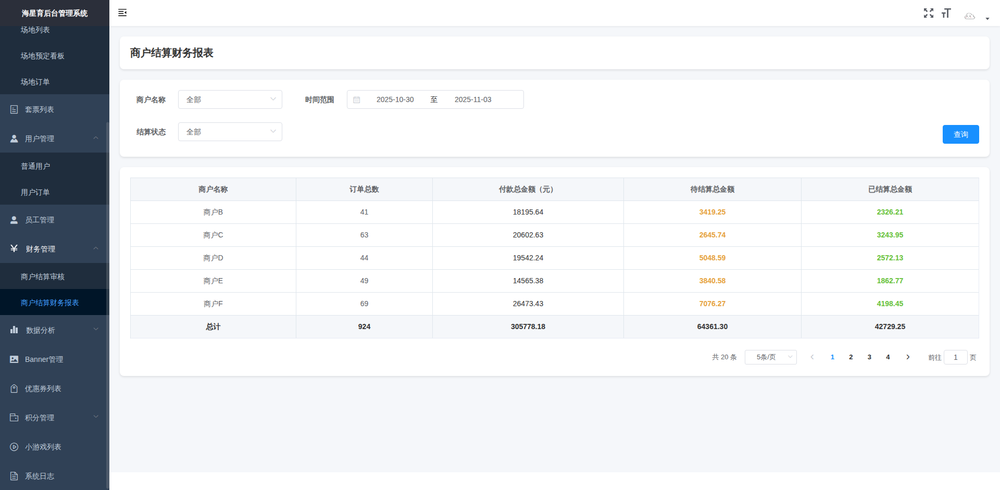 海星育后台管理系统
场地列表
场地预定看板
场地订单
套票列表
用户管理
普通用户
用户订单
员工管理
财务管理
商户结算审核
商户结算财务报表
数据分析
Banner管理
优惠券列表
积分管理
小游戏列表
系统日志
商户结算财务报表
商户名称 全部 时间范围 2025-10-30 至 2025-11-03
结算状态 全部 查询
商户名称 订单总数 付款总金额（元） 待结算总金额 已结算总金额
商户B 41 18195.64 3419.25 2326.21
商户C 63 20602.63 2645.74 3243.95
商户D 44 19542.24 5048.59 2572.13
商户E 49 14565.38 3840.58 1862.77
商户F 69 26473.43 7076.27 4198.45
总计 924 305778.18 64361.30 42729.25
共 20 条 5条/页 1 2 3 4 前往 1 页